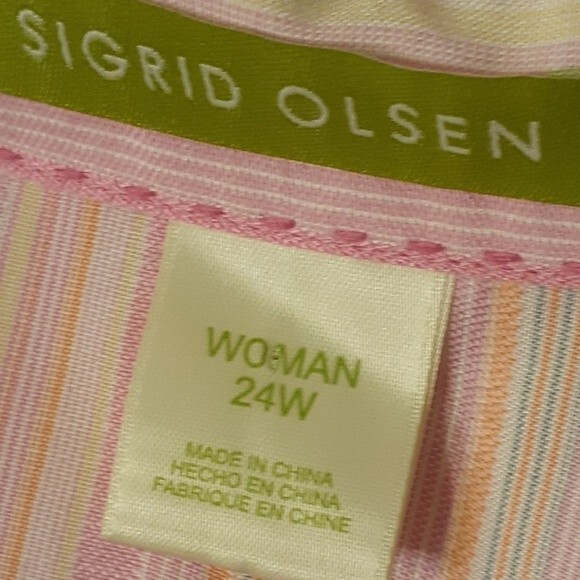 SIGRID OLSEN
WOMAN
24W
MADE IN CHINA
HECHO EN CHINA
FABRIQUE EN CHINE